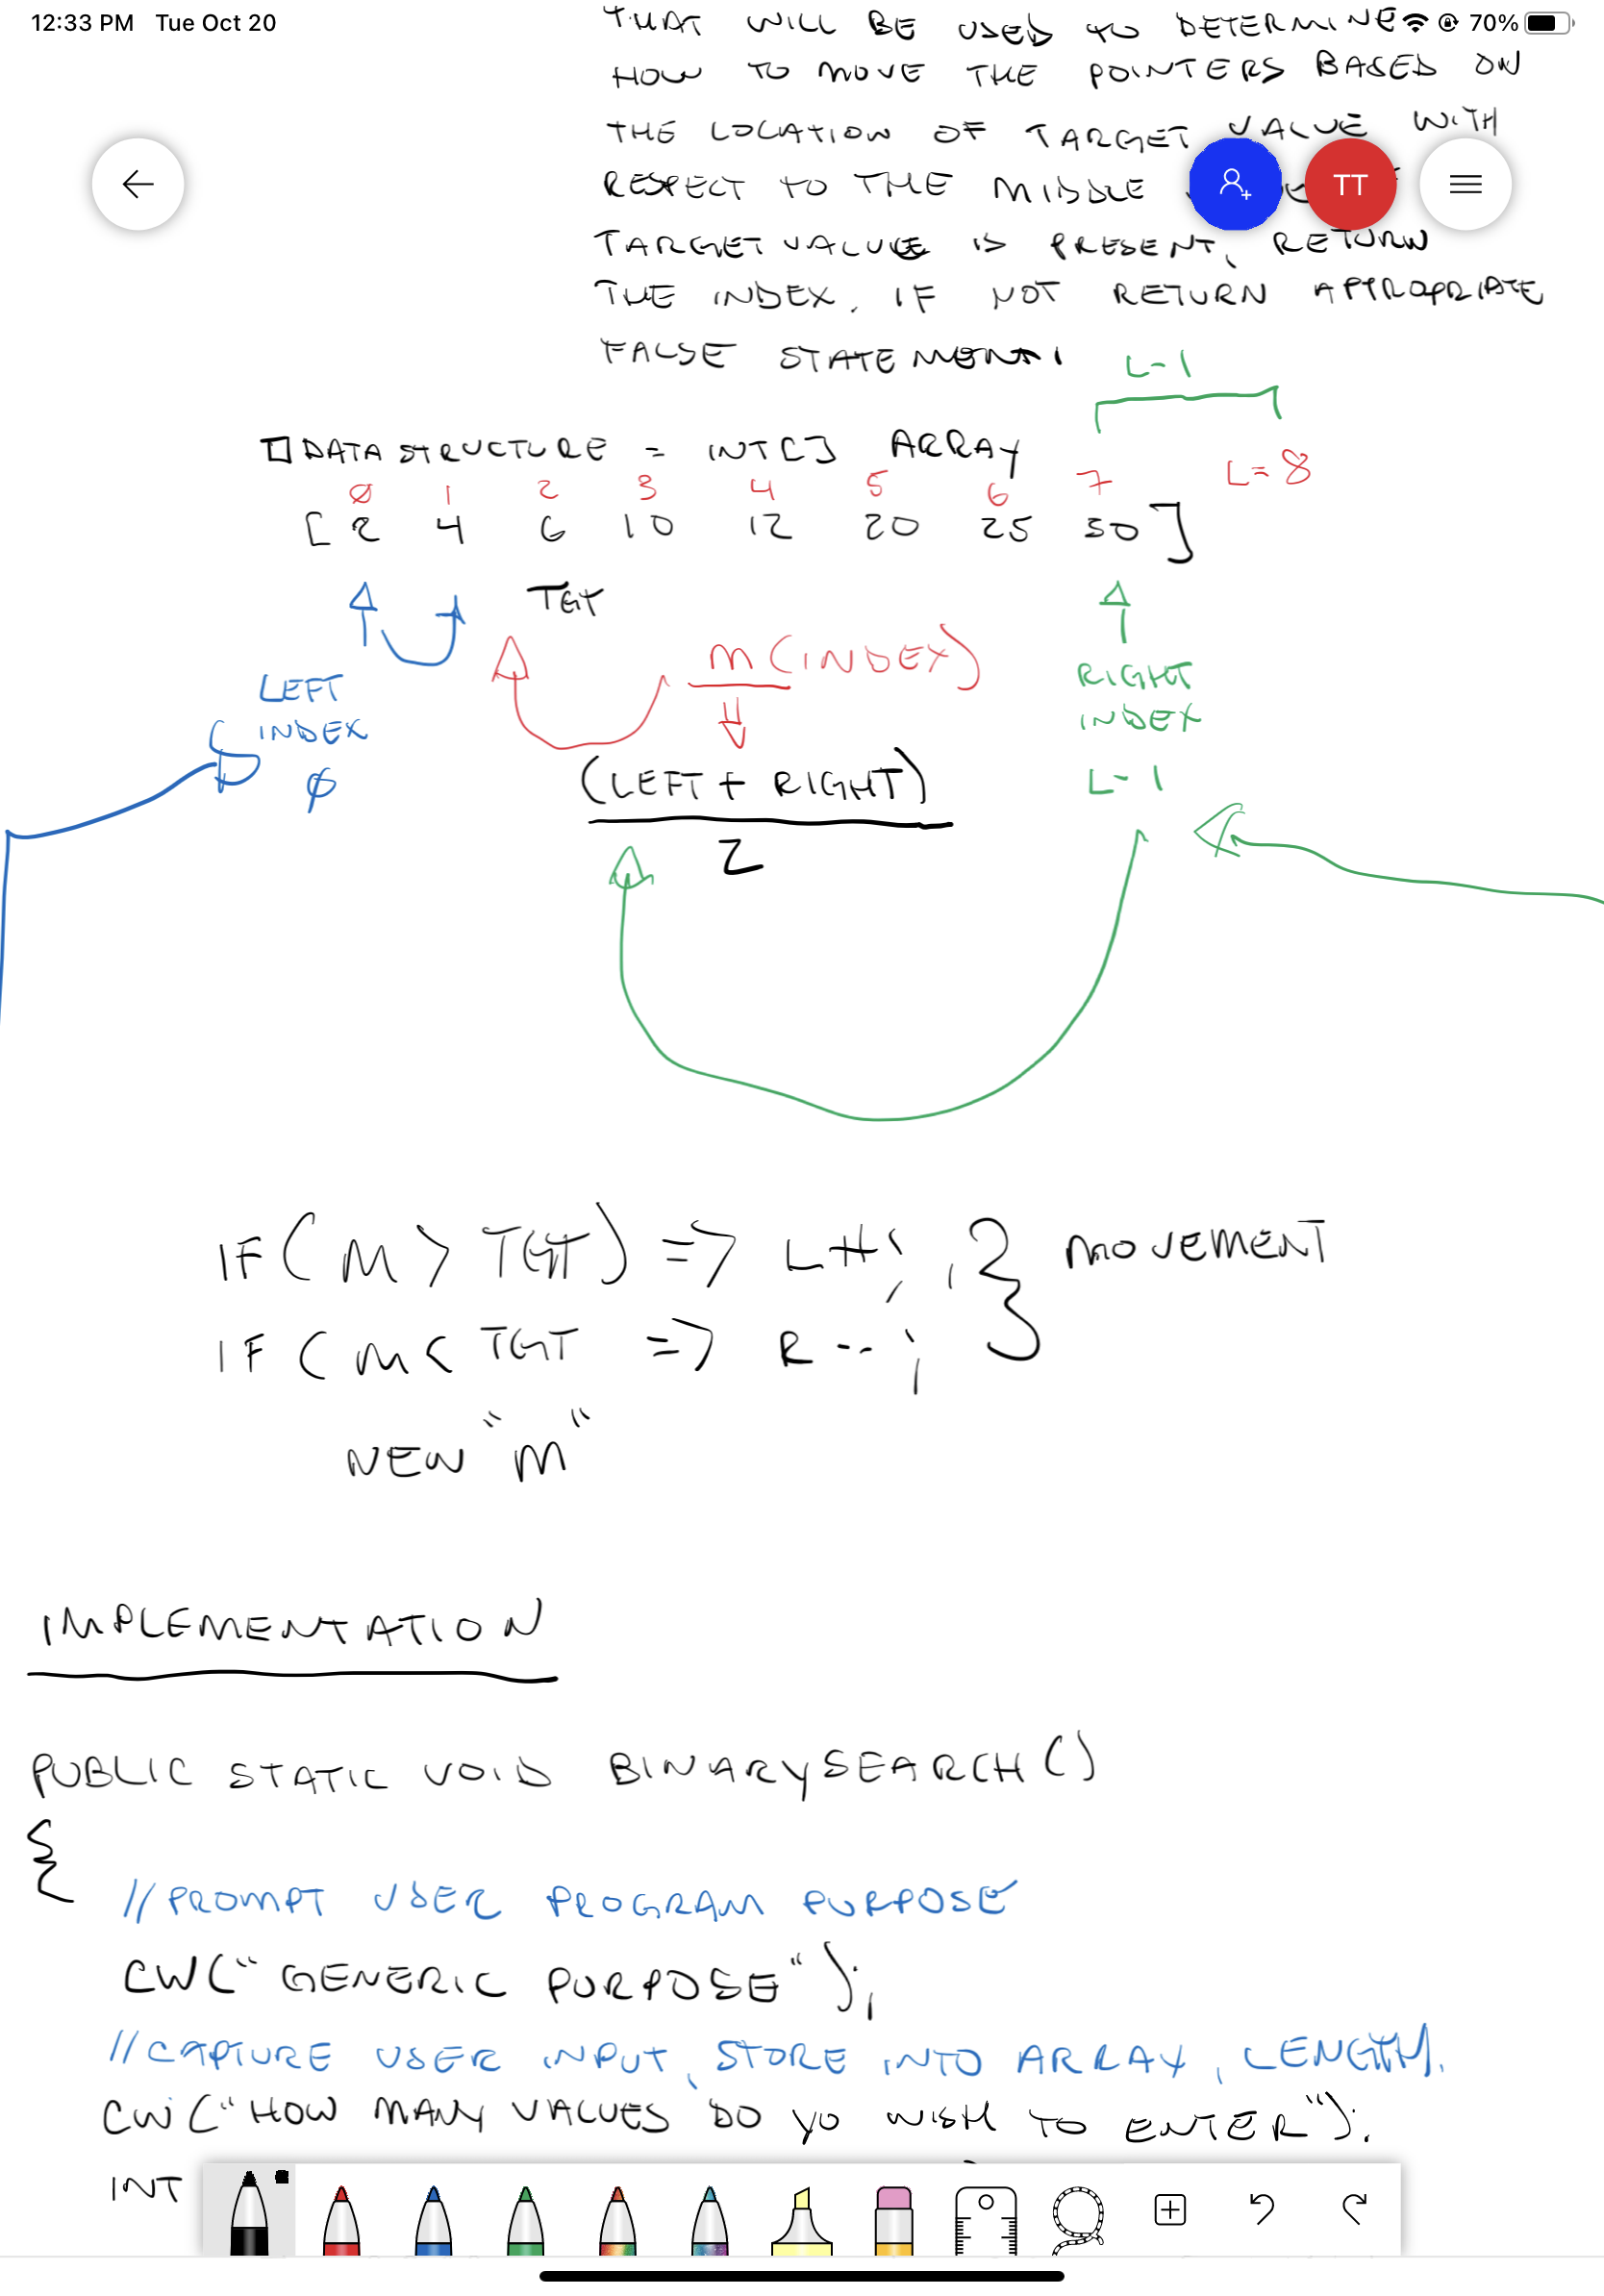 12:33 PM Tue Oct 20 70%
THAT WILL BE USED TO DETERMINE
HOW TO MOVE THE POINTERS BASED ON
THE LOCATION OF TARGET VALUE WITH
RESPECT TO THE MIDDLE
TT
TARGET VALUE IS PRESENT, RETURN
THE INDEX. IF NOT RETURN APPROPRIATE
FALSE STATEMENT
L-1
DATA STRUCTURE = INT[] ARRAY
L=8
0 1 2 3 4 5 6 7
[ 2 4 6 10 12 20 25 30 ]
TGT
M (INDEX)
LEFT
INDEX
0
RIGHT
INDEX
L-1
(LEFT + RIGHT)
2
IF (M > TGT) => L++; } MOVEMENT
IF (M < TGT => R--;
NEW "M"
IMPLEMENTATION
PUBLIC STATIC VOID BINARYSEARCH()
{
//PROMPT USER PROGRAM PURPOSE
CW("GENERIC PURPOSE");
//CAPTURE USER INPUT, STORE INTO ARRAY, LENGTH.
CW("HOW MANY VALUES DO YO WISH TO ENTER");
INT